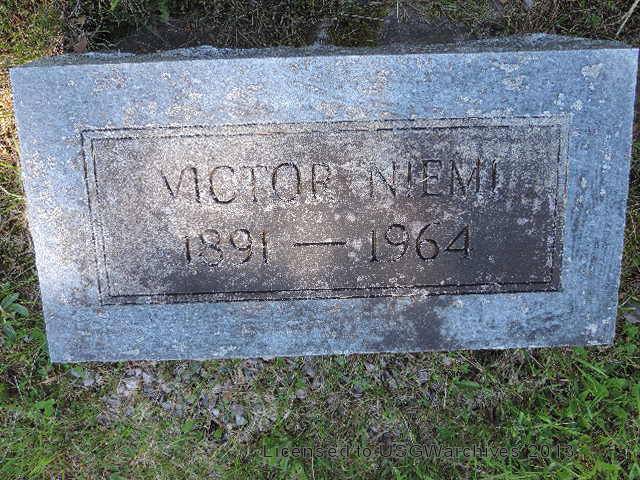 VICTOR NIEMI
1891 — 1964
Licensed to USGWarchives 2013